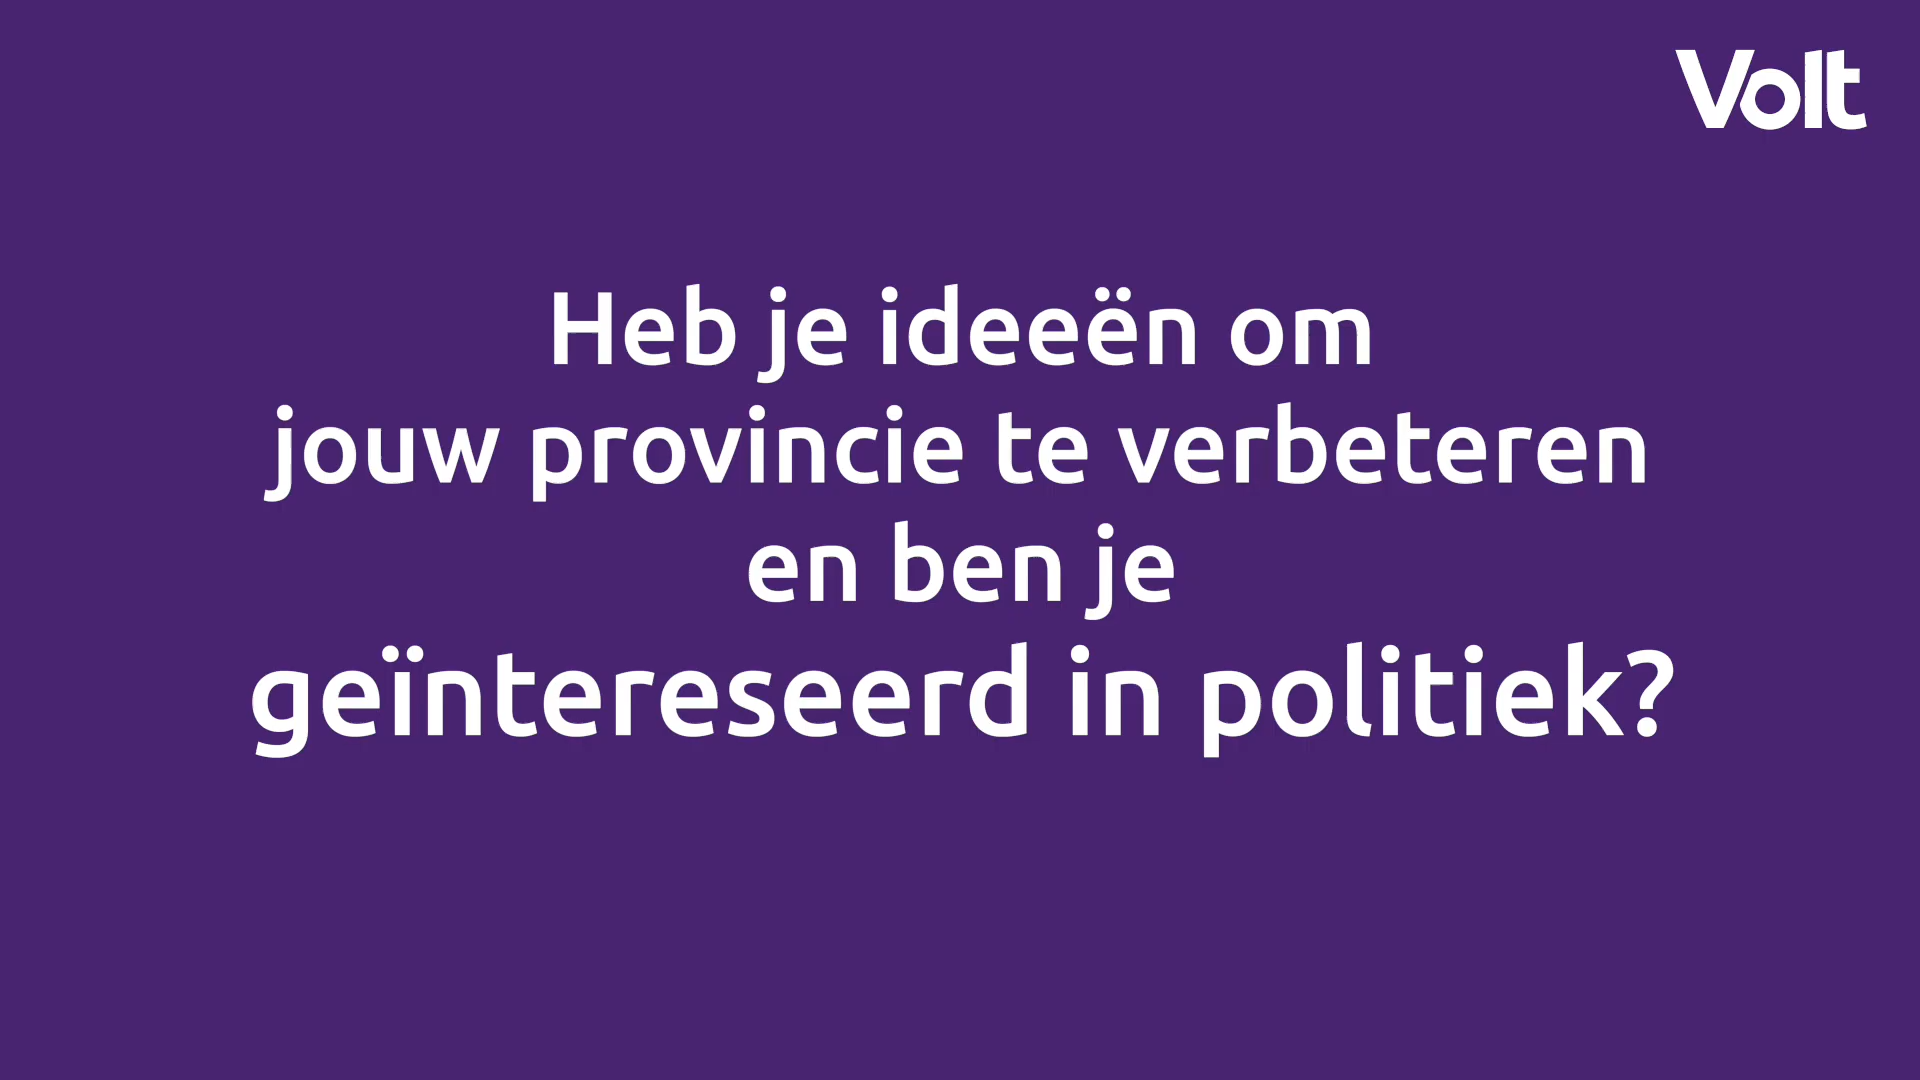 Volt
Heb je ideeën om
jouw provincie te verbeteren
en ben je
geïntereseerd in politiek?